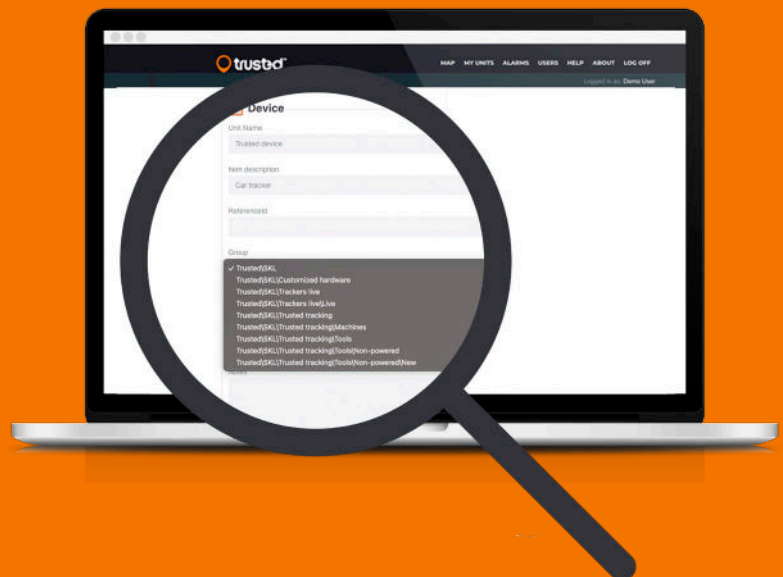 trusted
MAP MY UNITS ALARMS USERS HELP ABOUT LOG OFF
Logged in as: Demo User
Device
Unit Name
Trusted device
Item description
Car tracker
ReferenceId
Group
✓ Trusted\SKL
Trusted\SKL\Customized hardware
Trusted\SKL\Trackers live
Trusted\SKL\Trackers live\Live
Trusted\SKL\Trusted tracking
Trusted\SKL\Trusted tracking\Machines
Trusted\SKL\Trusted tracking\Tools
Trusted\SKL\Trusted tracking\Tools\Non-powered
Trusted\SKL\Trusted tracking\Tools\Non-powered\New
Notes